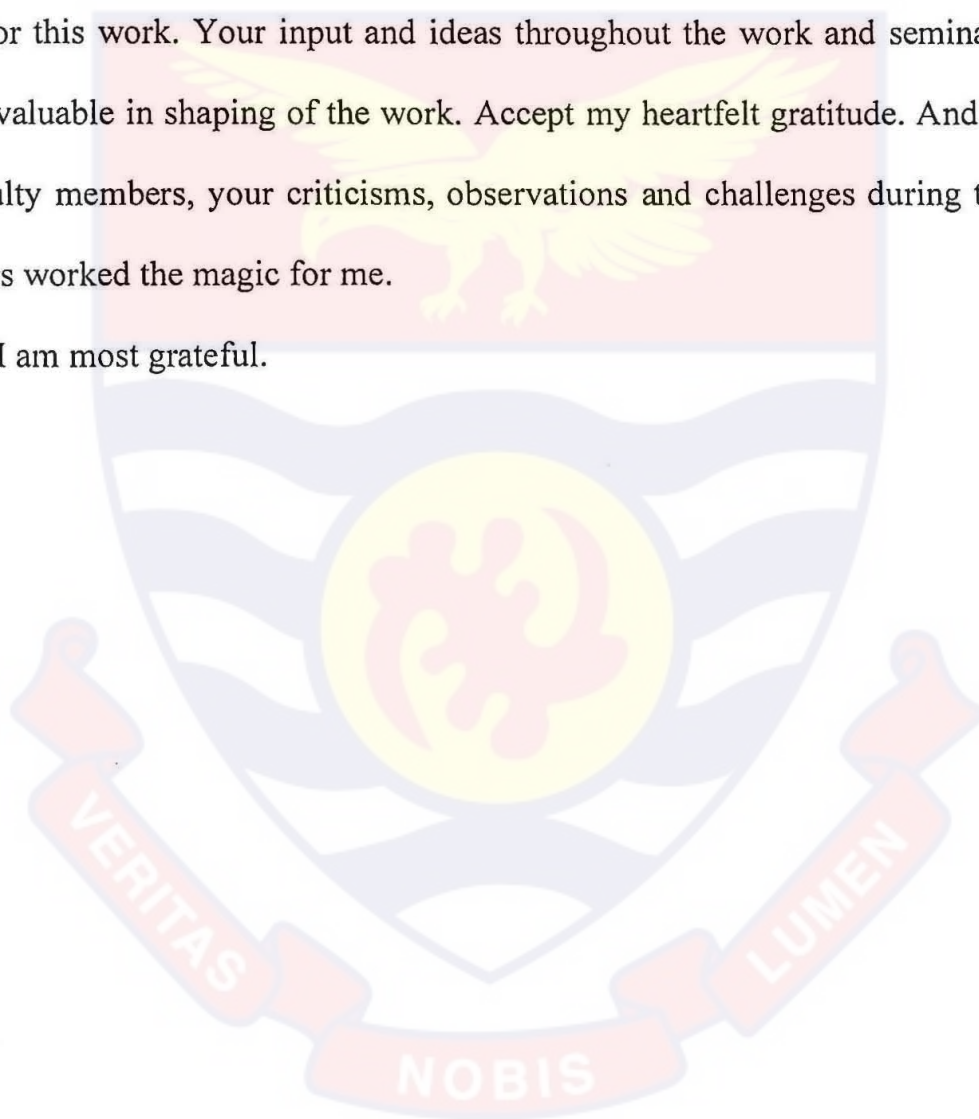 or this work. Your input and ideas throughout the work and semina
valuable in shaping of the work. Accept my heartfelt gratitude. And
lty members, your criticisms, observations and challenges during t
s worked the magic for me.
I am most grateful.
VERITAS
NOBIS
LUMEN